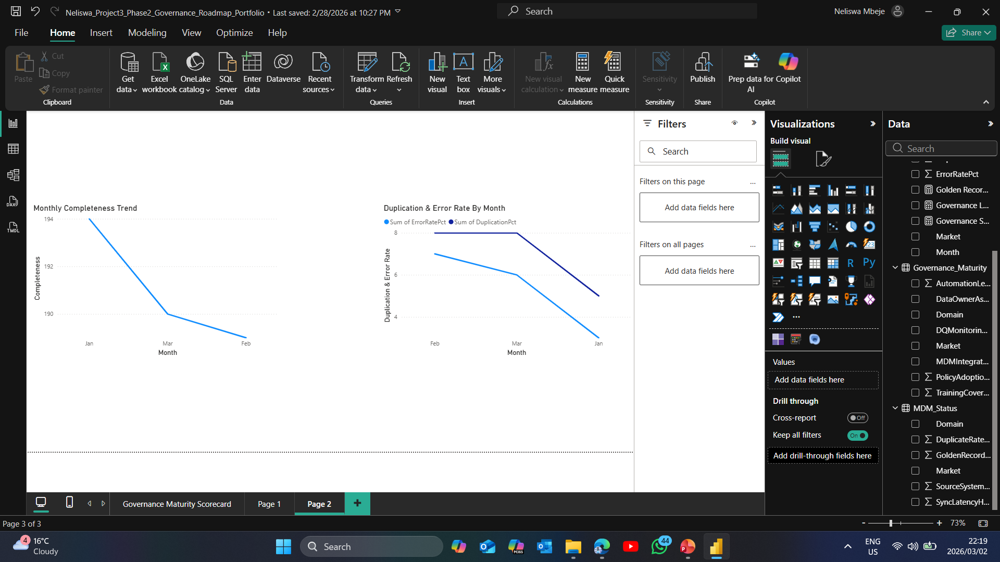 Neliswa_Project3_Phase2_Governance_Roadmap_Portfolio • Last saved: 2/28/2026 at 10:27 PM
Search
Neliswa Mbeje
File Home Insert Modeling View Optimize Help
Share
Paste
Cut
Copy
Format painter
Clipboard
Get data
Excel workbook
OneLake catalog
SQL Server
Enter data
Dataverse
Recent sources
Data
Transform data
Refresh
Queries
New visual
Text box
More visuals
Insert
New visual calculation
New measure
Quick measure
Calculations
Sensitivity
Sensitivity
Publish
Share
Prep data for AI
Copilot
Copilot
DAX
TMDL
Monthly Completeness Trend
194
192
190
Completeness
Jan Mar Feb
Month
Duplication & Error Rate By Month
Sum of ErrorRatePct Sum of DuplicationPct
8
6
4
Duplication & Error Rate
Feb Mar Jan
Month
Filters
Search
Filters on this page ...
Add data fields here
Filters on all pages ...
Add data fields here
Visualizations
Build visual
123
R Py
...
Values
Add data fields here
Drill through
Cross-report Off
Keep all filters On
Add drill-through fields here
Data
Search
ErrorRatePct
Golden Recor...
Governance L...
Governance S...
Market
Month
Governance_Maturity
AutomationLe...
DataOwnerAs...
Domain
DQMonitorin...
Market
MDMIntegrat...
PolicyAdoptio...
TrainingCover...
MDM_Status
Domain
DuplicateRate...
GoldenRecord...
Market
SourceSystem...
SyncLatencyH...
Governance Maturity Scorecard Page 1 Page 2 +
Page 3 of 3
- + 73%
4
16°C
Cloudy
Search
M365
44
ENG
US
22:19
2026/03/02